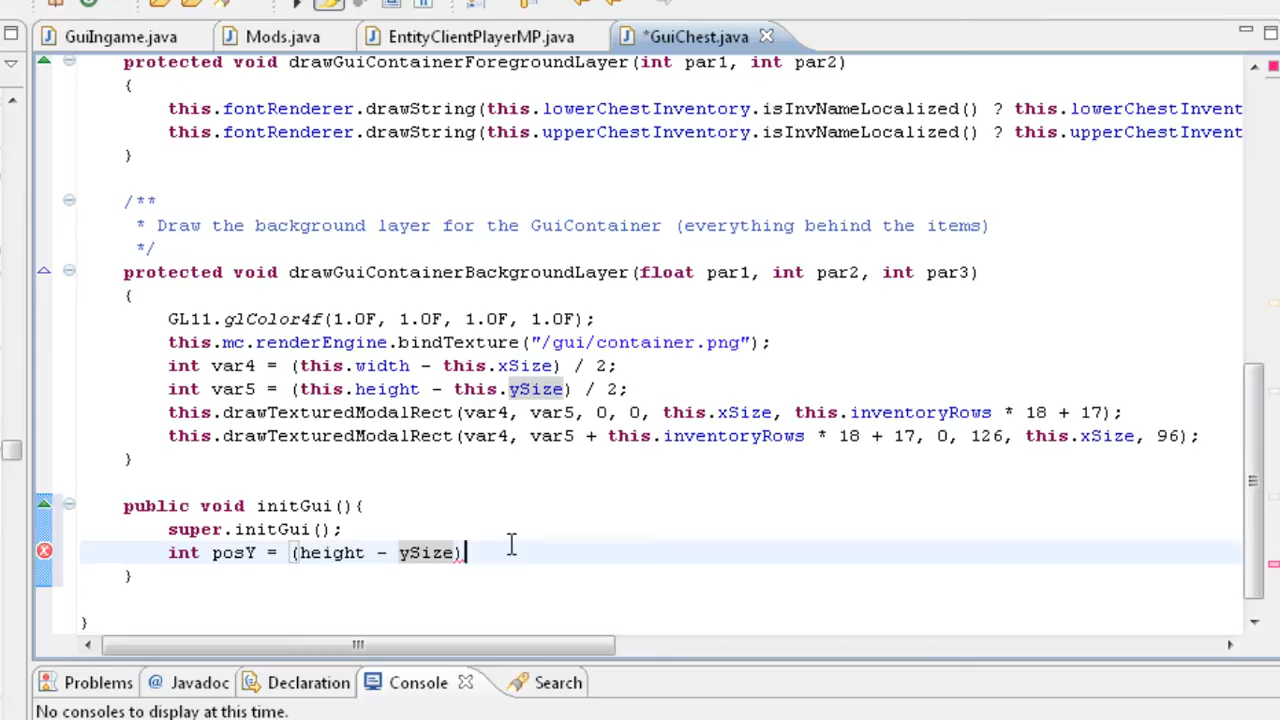 GuiIngame.java
Mods.java
EntityClientPlayerMP.java
*GuiChest.java
protected void drawGuiContainerForegroundLayer(int par1, int par2)
{
this.fontRenderer.drawString(this.lowerChestInventory.isInvNameLocalized() ? this.lowerChestInvent
this.fontRenderer.drawString(this.upperChestInventory.isInvNameLocalized() ? this.upperChestInvent
}
/**
* Draw the background layer for the GuiContainer (everything behind the items)
*/
protected void drawGuiContainerBackgroundLayer(float par1, int par2, int par3)
{
GL11.glColor4f(1.0F, 1.0F, 1.0F, 1.0F);
this.mc.renderEngine.bindTexture("/gui/container.png");
int var4 = (this.width - this.xSize) / 2;
int var5 = (this.height - this.ySize) / 2;
this.drawTexturedModalRect(var4, var5, 0, 0, this.xSize, this.inventoryRows * 18 + 17);
this.drawTexturedModalRect(var4, var5 + this.inventoryRows * 18 + 17, 0, 126, this.xSize, 96);
}
public void initGui(){
super.initGui();
int posY = (height - ySize)
}
}
Problems
@ Javadoc
Declaration
Console
Search
No consoles to display at this time.